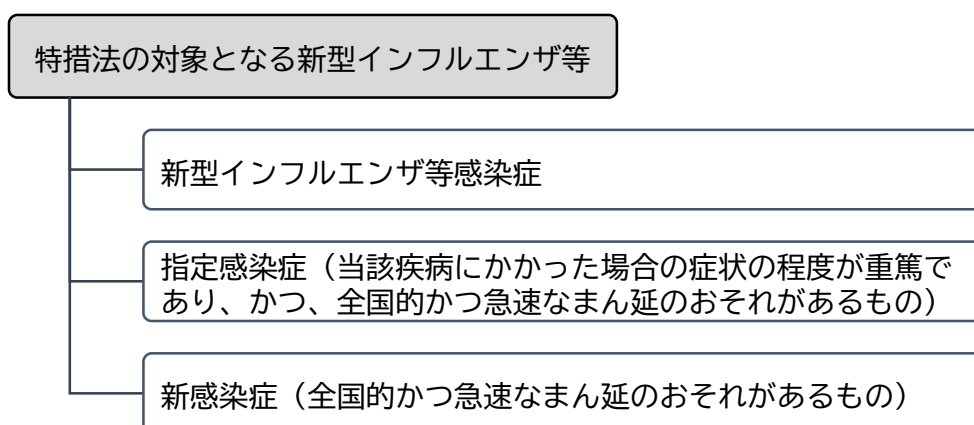 特措法の対象となる新型インフルエンザ等
新型インフルエンザ等感染症
指定感染症（当該疾病にかかった場合の症状の程度が重篤で
あり、かつ、全国的かつ急速なまん延のおそれがあるもの）
新感染症（全国的かつ急速なまん延のおそれがあるもの）